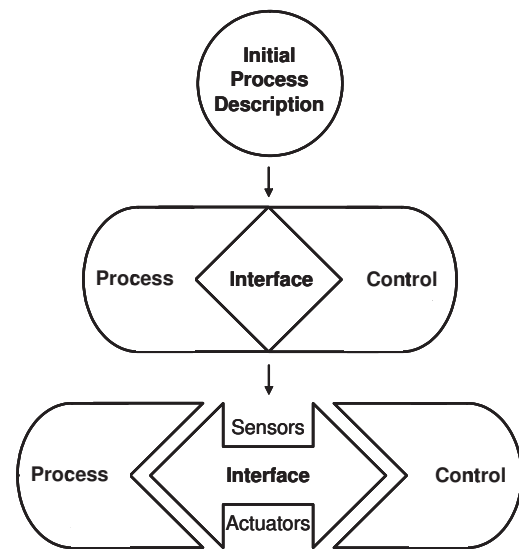 Initial
Process
Description
Process Interface Control
Sensors
Process Interface Control
Actuators